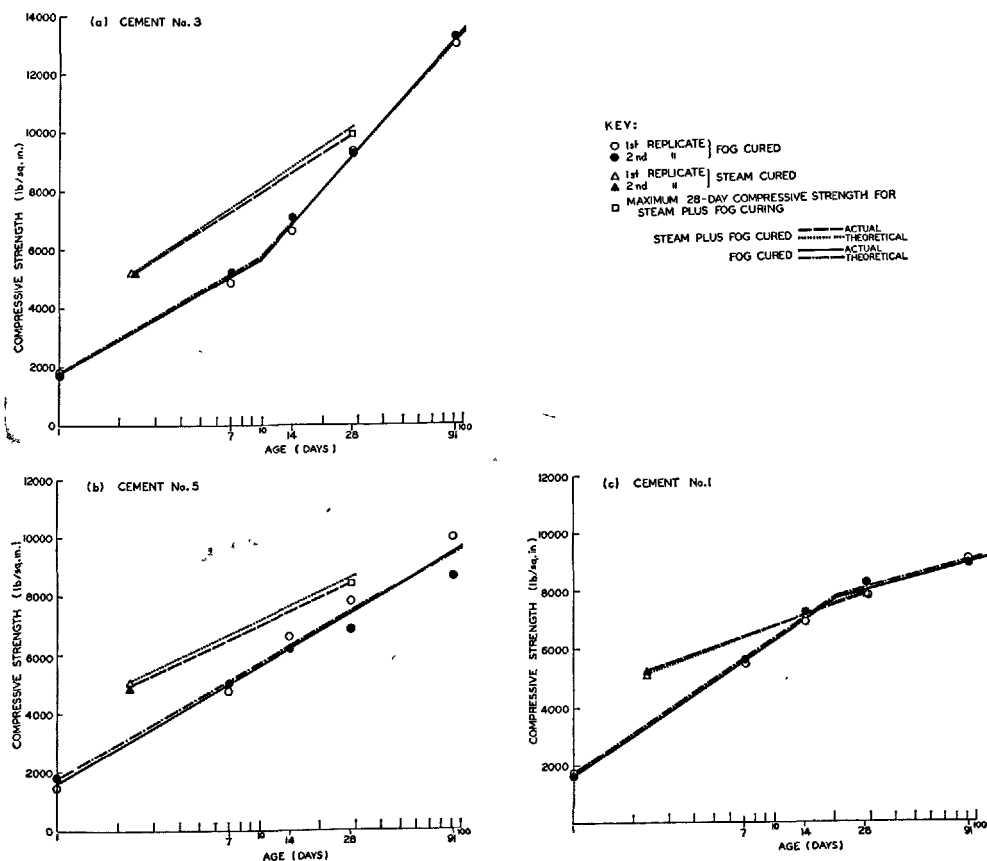 (a) CEMENT No. 3
COMPRESSIVE STRENGTH (lb/sq. in.)
14000
12000
10000
8000
6000
4000
2000
0
1 7 10 14 28 91 100
AGE (DAYS)
KEY:
1st REPLICATE
2nd "
FOG CURED
1st REPLICATE
2nd "
STEAM CURED
MAXIMUM 28-DAY COMPRESSIVE STRENGTH FOR
STEAM PLUS FOG CURING
STEAM PLUS FOG CURED
ACTUAL
THEORETICAL
FOG CURED
ACTUAL
THEORETICAL
(b) CEMENT No. 5
COMPRESSIVE STRENGTH (lb/sq.in.)
12000
10000
8000
6000
4000
2000
0
1 7 10 14 28 91 100
AGE (DAYS)
(c) CEMENT No. 1
COMPRESSIVE STRENGTH (lb/sq.in)
12000
10000
8000
6000
4000
2000
1 7 10 14 28 91 100
AGE (DAYS)